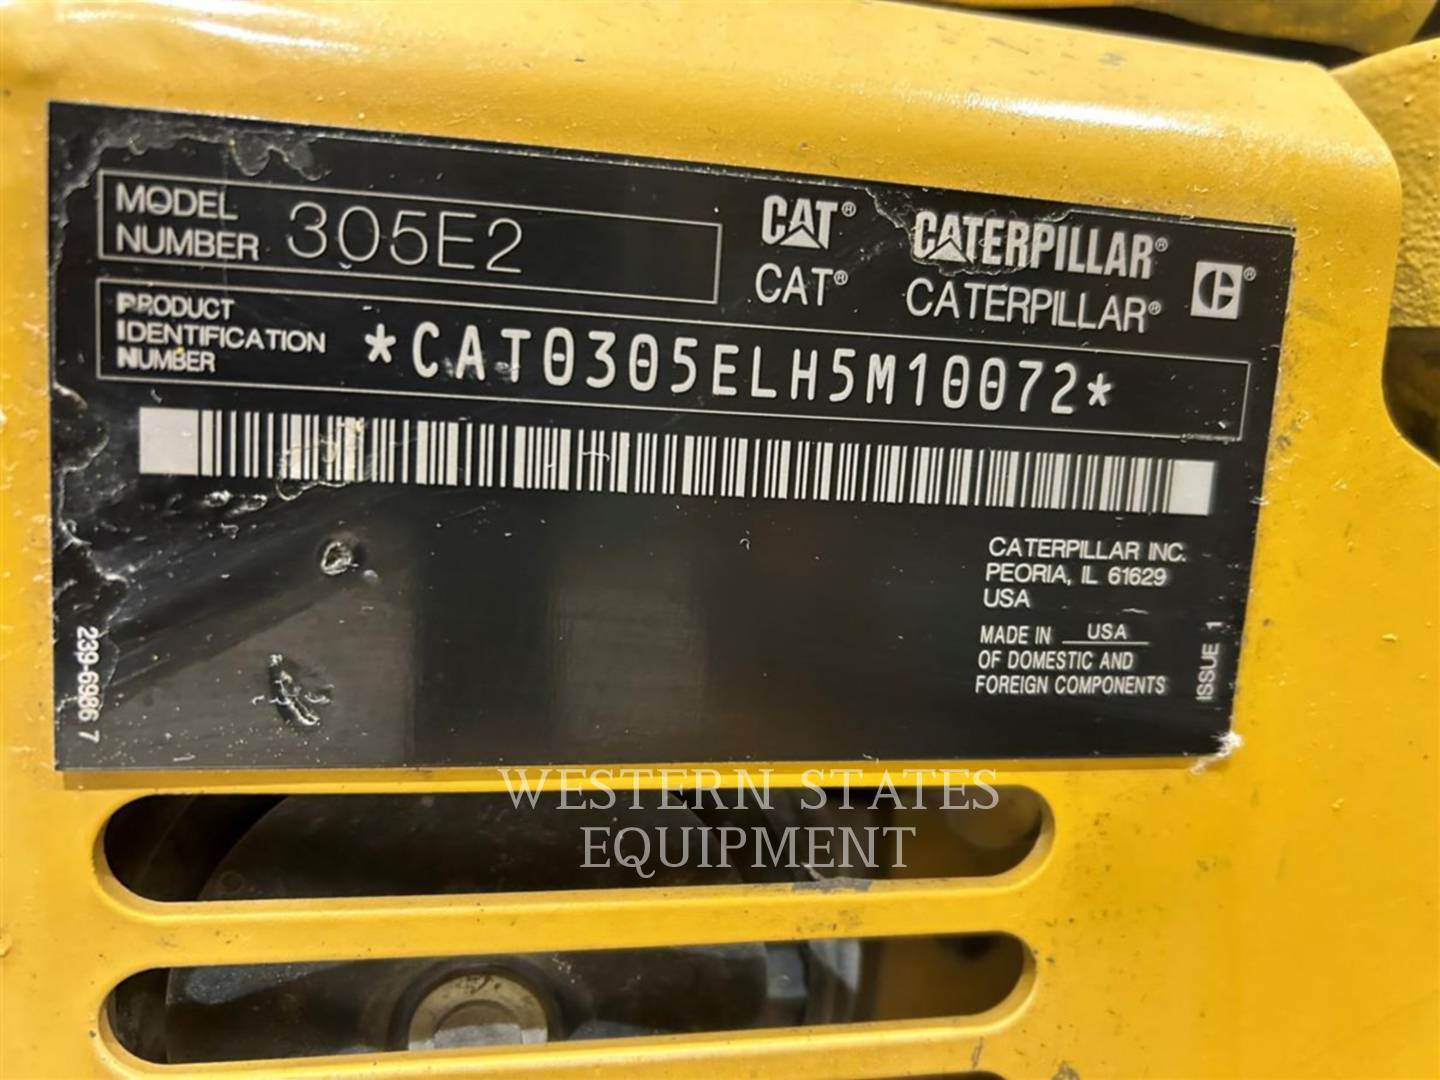 MODEL
NUMBER 305E2
CAT® CATERPILLAR®
CAT® CATERPILLAR® C®
PRODUCT
IDENTIFICATION
NUMBER
*CAT0305ELH5M10072*
CATERPILLAR INC.
PEORIA, IL 61629
USA
MADE IN USA
OF DOMESTIC AND
FOREIGN COMPONENTS
239-6986 7
ISSUE 1
WESTERN STATES
EQUIPMENT